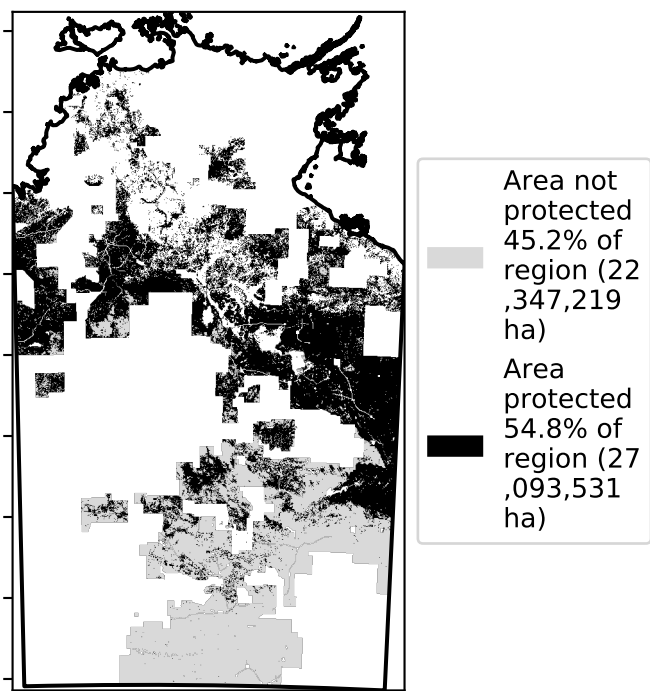 Area not
protected
45.2% of
region (22
,347,219
ha)
Area
protected
54.8% of
region (27
,093,531
ha)